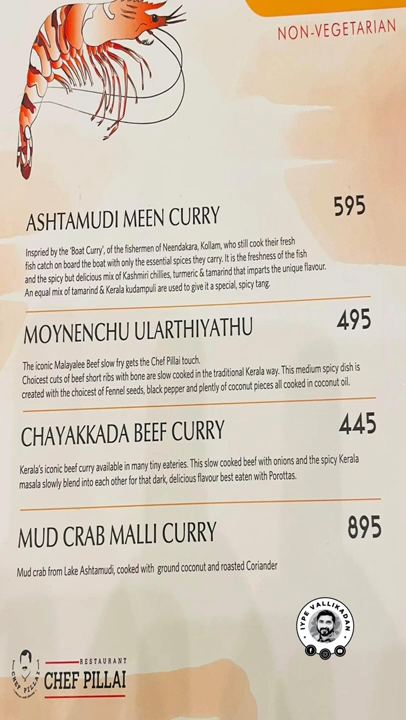 NON-VEGETARIAN
ASHTAMUDI MEEN CURRY 595
Inspried by the 'Boat Curry', of the fishermen of Neendakara, Kollam, who still cook their fresh
fish catch on board the boat with only the essential spices they carry. It is the freshness of the fish
and the spicy but delicious mix of Kashmiri chillies, turmeric & tamarind that imparts the unique flavour.
An equal mix of tamarind & Kerala kudampuli are used to give it a special, spicy tang.
MOYNENCHU ULARTHIYATHU 495
The iconic Malayalee Beef slow fry gets the Chef Pillai touch.
Choicest cuts of beef short ribs with bone are slow cooked in the traditional Kerala way. This medium spicy dish is
created with the choicest of Fennel seeds, black pepper and plently of coconut pieces all cooked in coconut oil.
CHAYAKKADA BEEF CURRY 445
Kerala's iconic beef curry available in many tiny eateries. This slow cooked beef with onions and the spicy Kerala
masala slowly blend into each other for that dark, delicious flavour best eaten with Porottas.
MUD CRAB MALLI CURRY 895
Mud crab from Lake Ashtamudi, cooked with ground coconut and roasted Coriander
IYPE VALLIKADAN
CHEF PILLAI
RESTAURANT
CHEF PILLAI